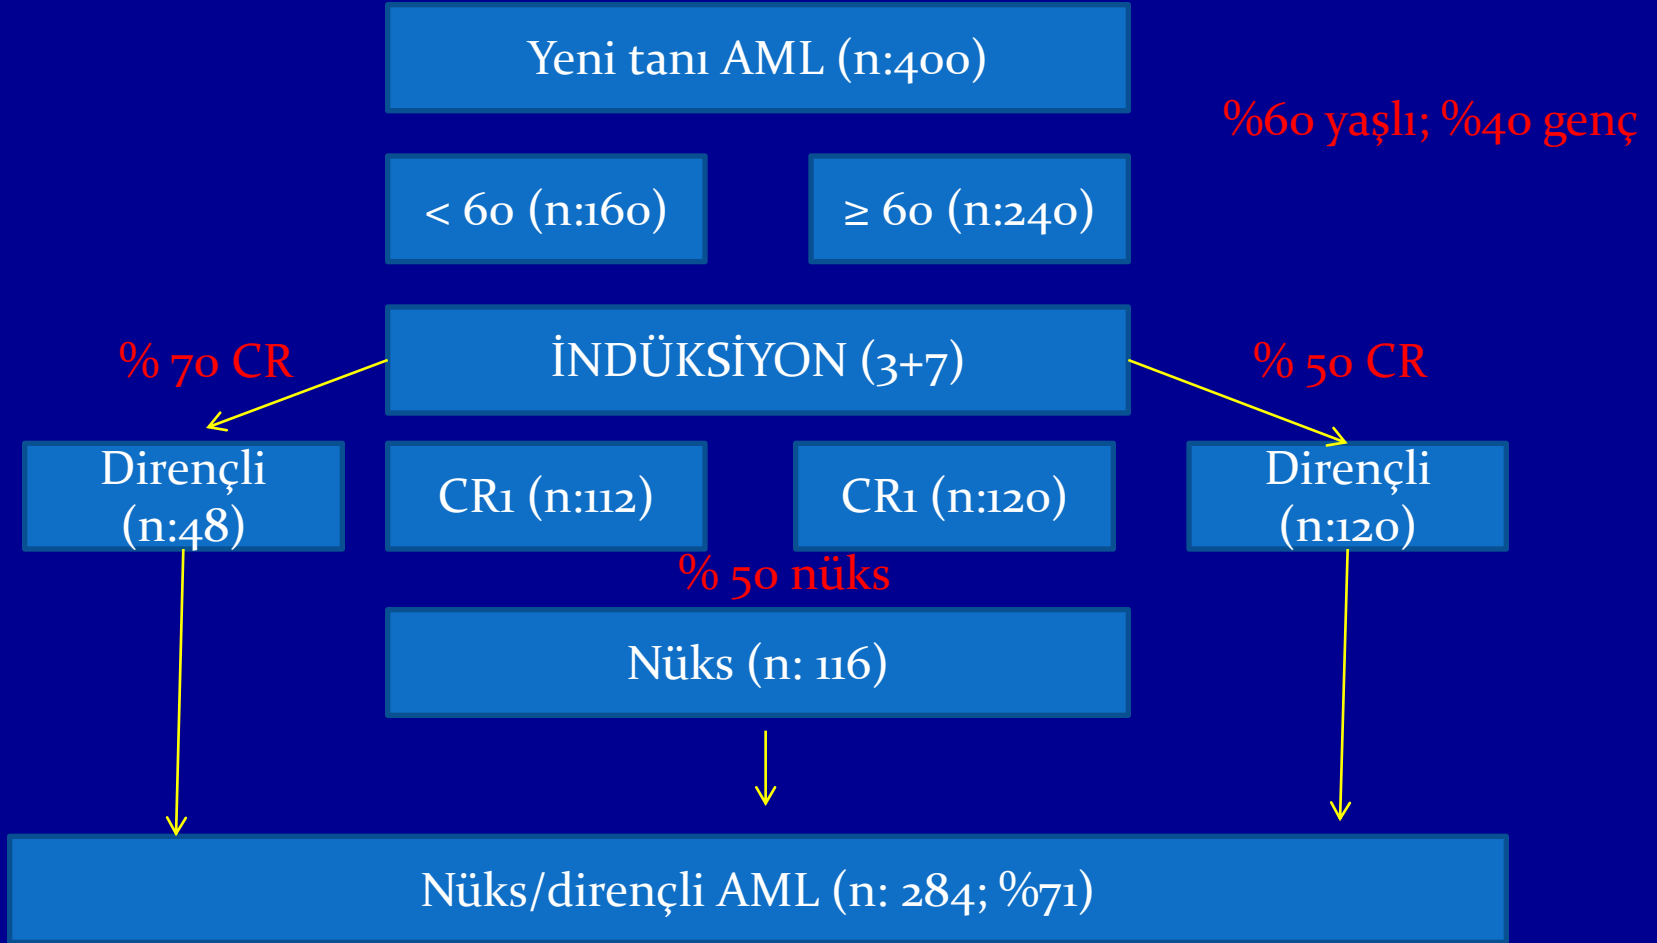 Yeni tanı AML (n:400)
%60 yaşlı; %40 genç
< 60 (n:160)
≥ 60 (n:240)
İNDÜKSİYON (3+7)
% 70 CR
% 50 CR
Dirençli
(n:48)
CR1 (n:112)
CR1 (n:120)
Dirençli
(n:120)
% 50 nüks
Nüks (n: 116)
Nüks/dirençli AML (n: 284; %71)